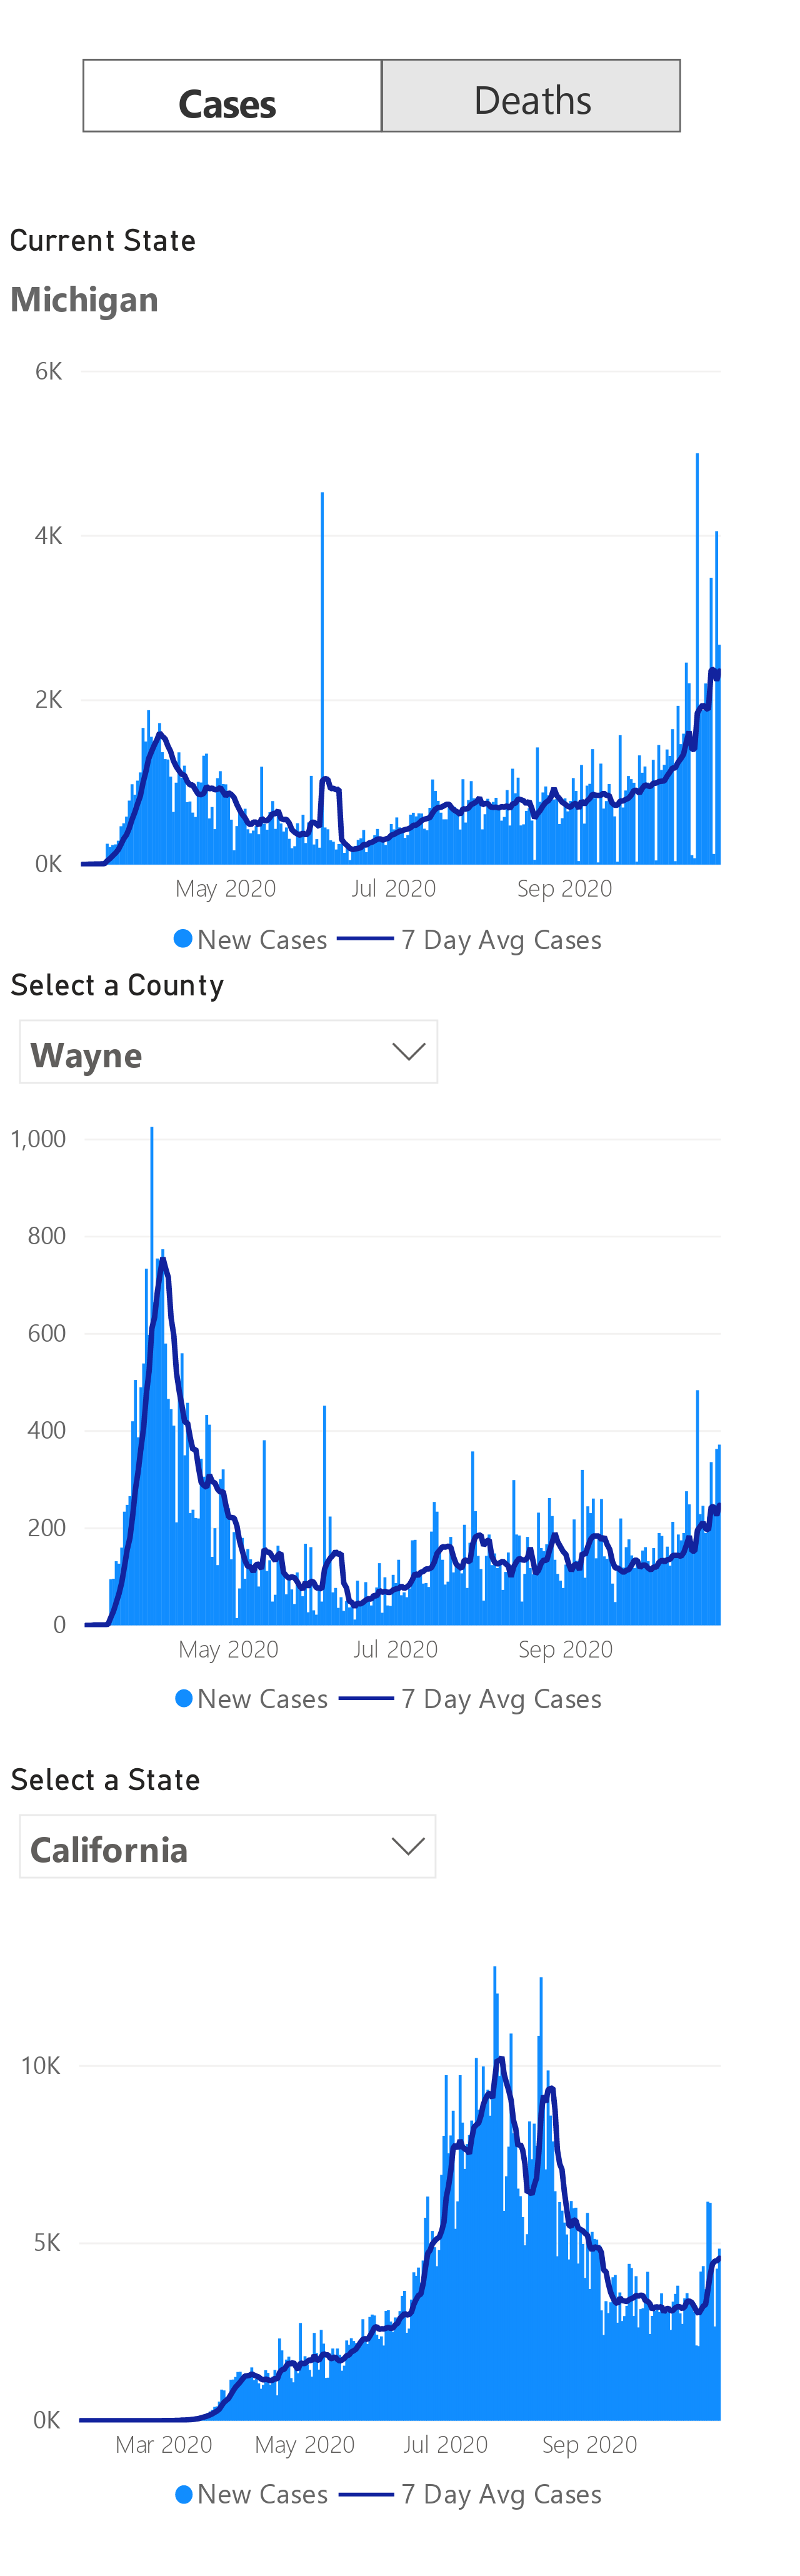 Cases Deaths
Current State
Michigan
6K
4K
2K
0K
May 2020 Jul 2020 Sep 2020
New Cases 7 Day Avg Cases
Select a County
Wayne
1,000
800
600
400
200
0
May 2020 Jul 2020 Sep 2020
New Cases 7 Day Avg Cases
Select a State
California
10K
5K
0K
Mar 2020 May 2020 Jul 2020 Sep 2020
New Cases 7 Day Avg Cases